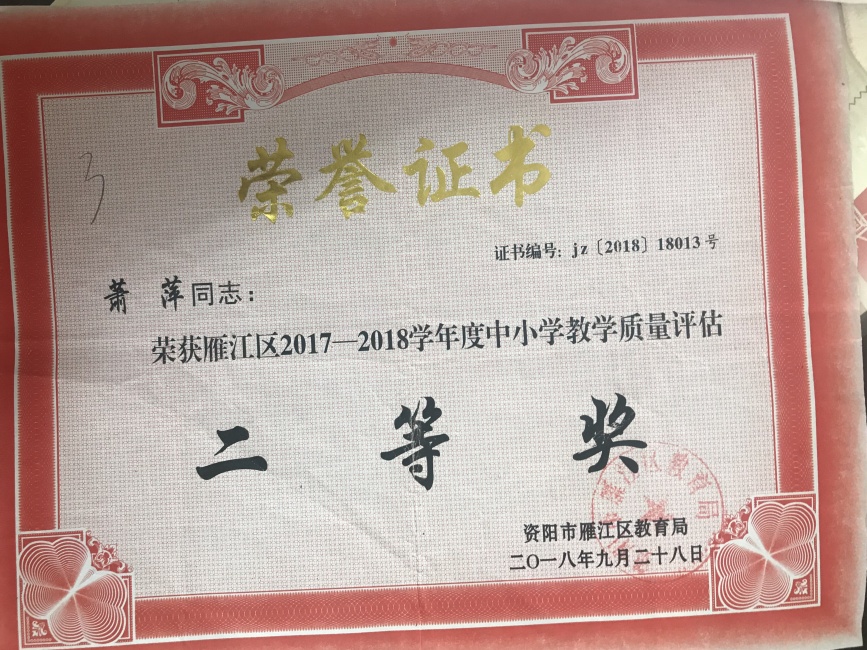 3
荣誉证书
证书编号：jz〔2018〕18013号
萧 萍同志：
荣获雁江区2017—2018学年度中小学教学质量评估
二 等 奖
资阳市雁江区教育局
二〇一八年九月二十八日